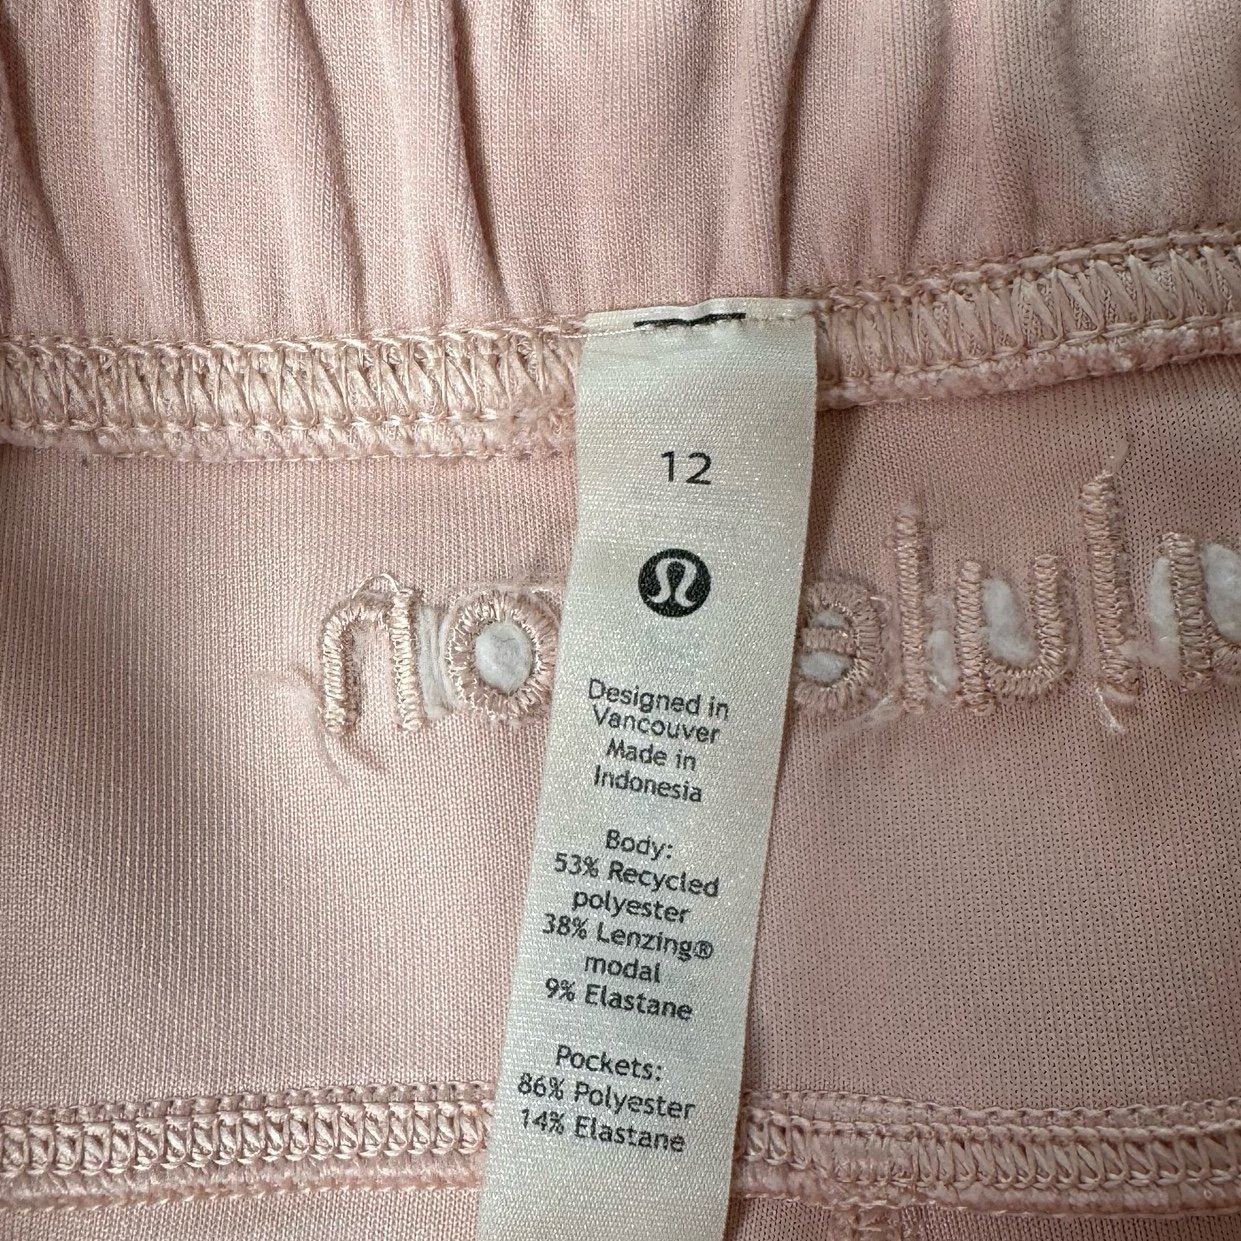 12
Designed in
Vancouver
Made in
Indonesia
Body:
53% Recycled
polyester
38% Lenzing®
modal
9% Elastane
Pockets:
86% Polyester
14% Elastane